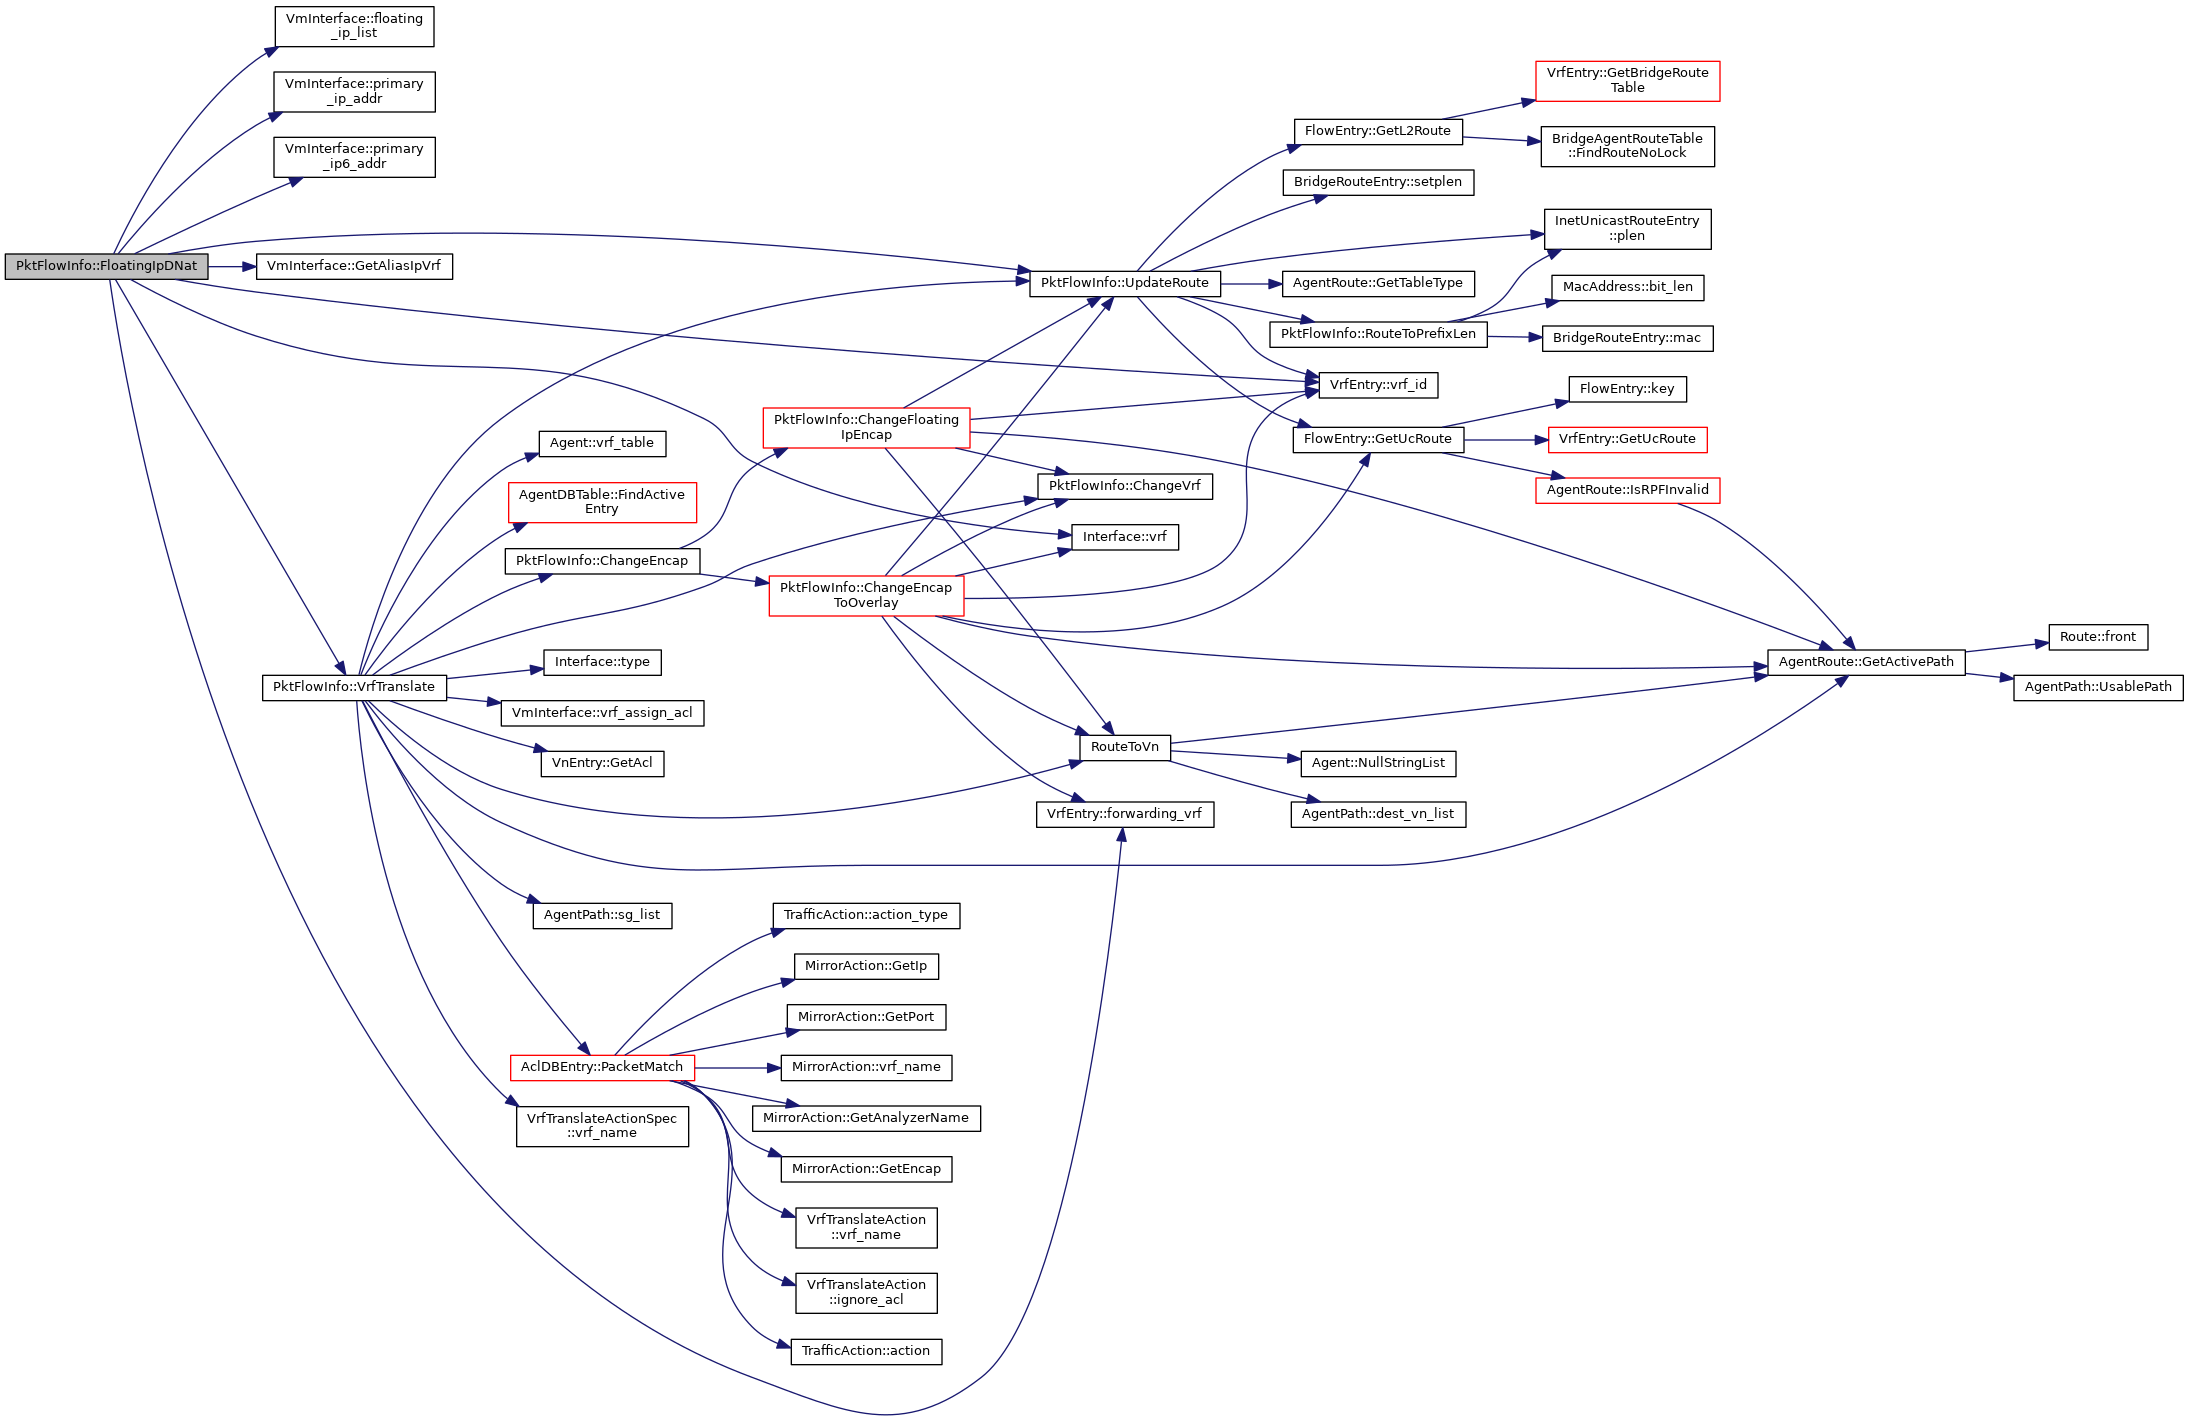 VmInterface::floating
_ip_list
VmInterface::primary
_ip_addr
VmInterface::primary
_ip6_addr
PktFlowInfo::FloatingIpDNat
VmInterface::GetAliasIpVrf
PktFlowInfo::VrfTranslate
Agent::vrf_table
AgentDBTable::FindActive
Entry
PktFlowInfo::ChangeEncap
Interface::type
VmInterface::vrf_assign_acl
VnEntry::GetAcl
AgentPath::sg_list
AclDBEntry::PacketMatch
VrfTranslateActionSpec
::vrf_name
PktFlowInfo::ChangeFloating
IpEncap
PktFlowInfo::ChangeEncap
ToOverlay
TrafficAction::action_type
MirrorAction::GetIp
MirrorAction::GetPort
MirrorAction::vrf_name
MirrorAction::GetAnalyzerName
MirrorAction::GetEncap
VrfTranslateAction
::vrf_name
VrfTranslateAction
::ignore_acl
TrafficAction::action
PktFlowInfo::UpdateRoute
PktFlowInfo::ChangeVrf
Interface::vrf
RouteToVn
VrfEntry::forwarding_vrf
FlowEntry::GetL2Route
BridgeRouteEntry::setplen
AgentRoute::GetTableType
PktFlowInfo::RouteToPrefixLen
VrfEntry::vrf_id
FlowEntry::GetUcRoute
Agent::NullStringList
AgentPath::dest_vn_list
VrfEntry::GetBridgeRoute
Table
BridgeAgentRouteTable
::FindRouteNoLock
InetUnicastRouteEntry
::plen
MacAddress::bit_len
BridgeRouteEntry::mac
FlowEntry::key
VrfEntry::GetUcRoute
AgentRoute::IsRPFInvalid
AgentRoute::GetActivePath
Route::front
AgentPath::UsablePath